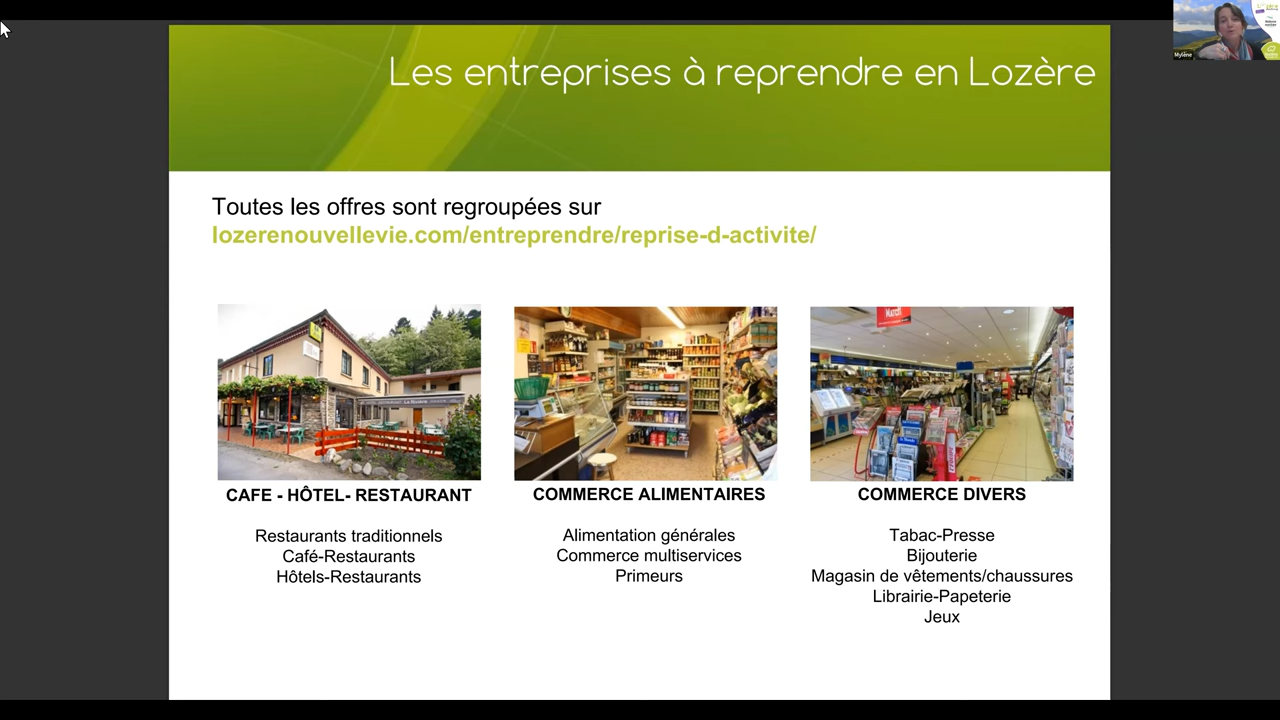 Les entreprises à reprendre en Lozère
Mylène
Toutes les offres sont regroupées sur
lozerenouvellevie.com/entreprendre/reprise-d-activite/
MATCH
CAFE - HÔTEL- RESTAURANT
COMMERCE ALIMENTAIRES
COMMERCE DIVERS
Restaurants traditionnels
Café-Restaurants
Hôtels-Restaurants
Alimentation générales
Commerce multiservices
Primeurs
Tabac-Presse
Bijouterie
Magasin de vêtements/chaussures
Librairie-Papeterie
Jeux